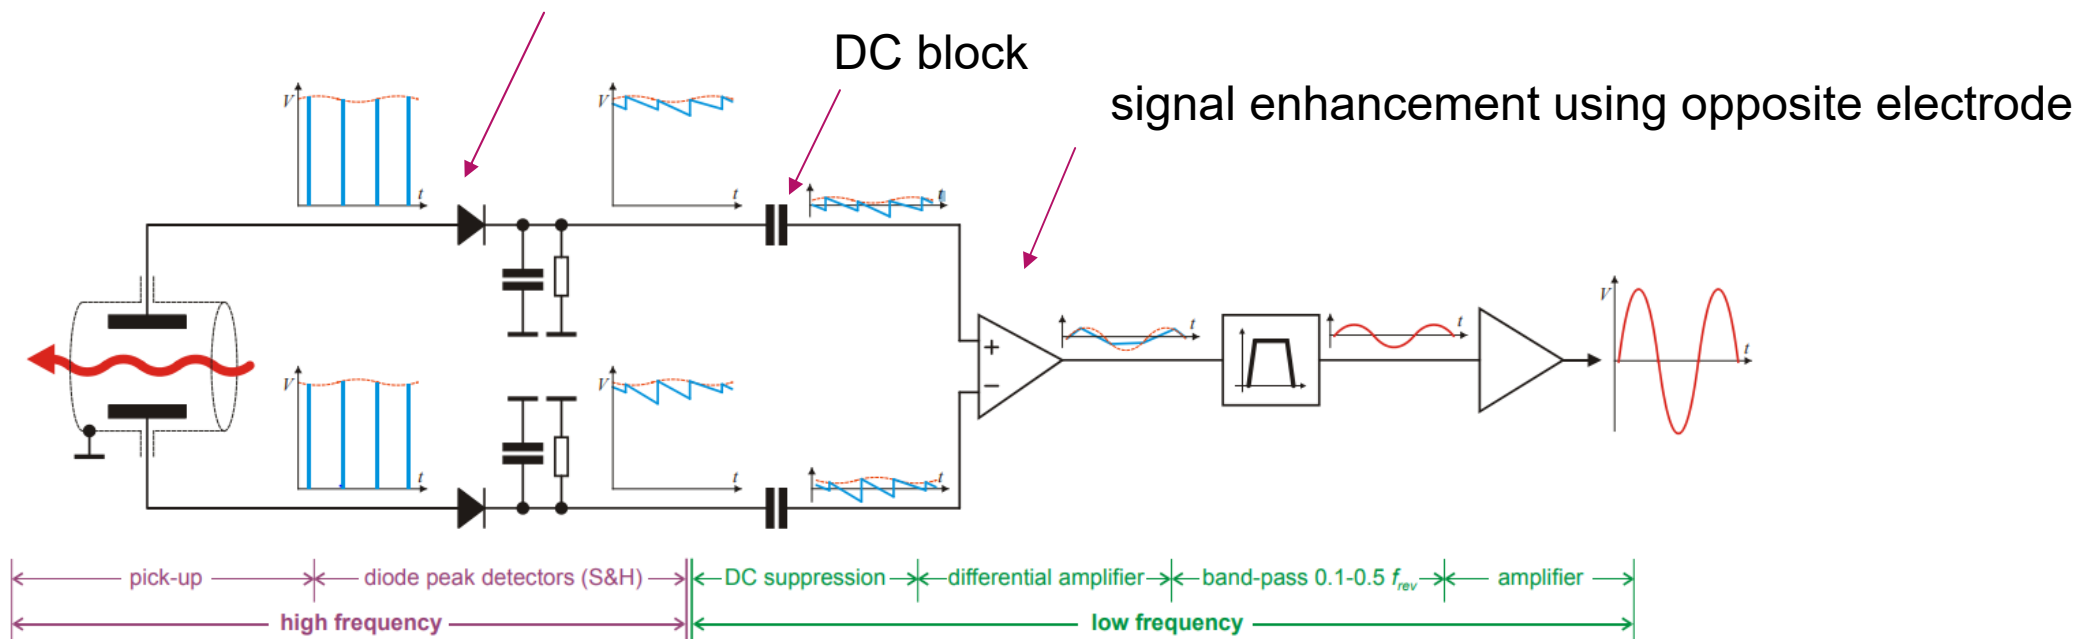 DC block
signal enhancement using opposite electrode
V
t
V
t
t
V
t
V
t
t
+
−
t
t
V
t
pick-up
diode peak detectors (S&H)
DC suppression
differential amplifier
band-pass 0.1-0.5 frev
amplifier
high frequency
low frequency